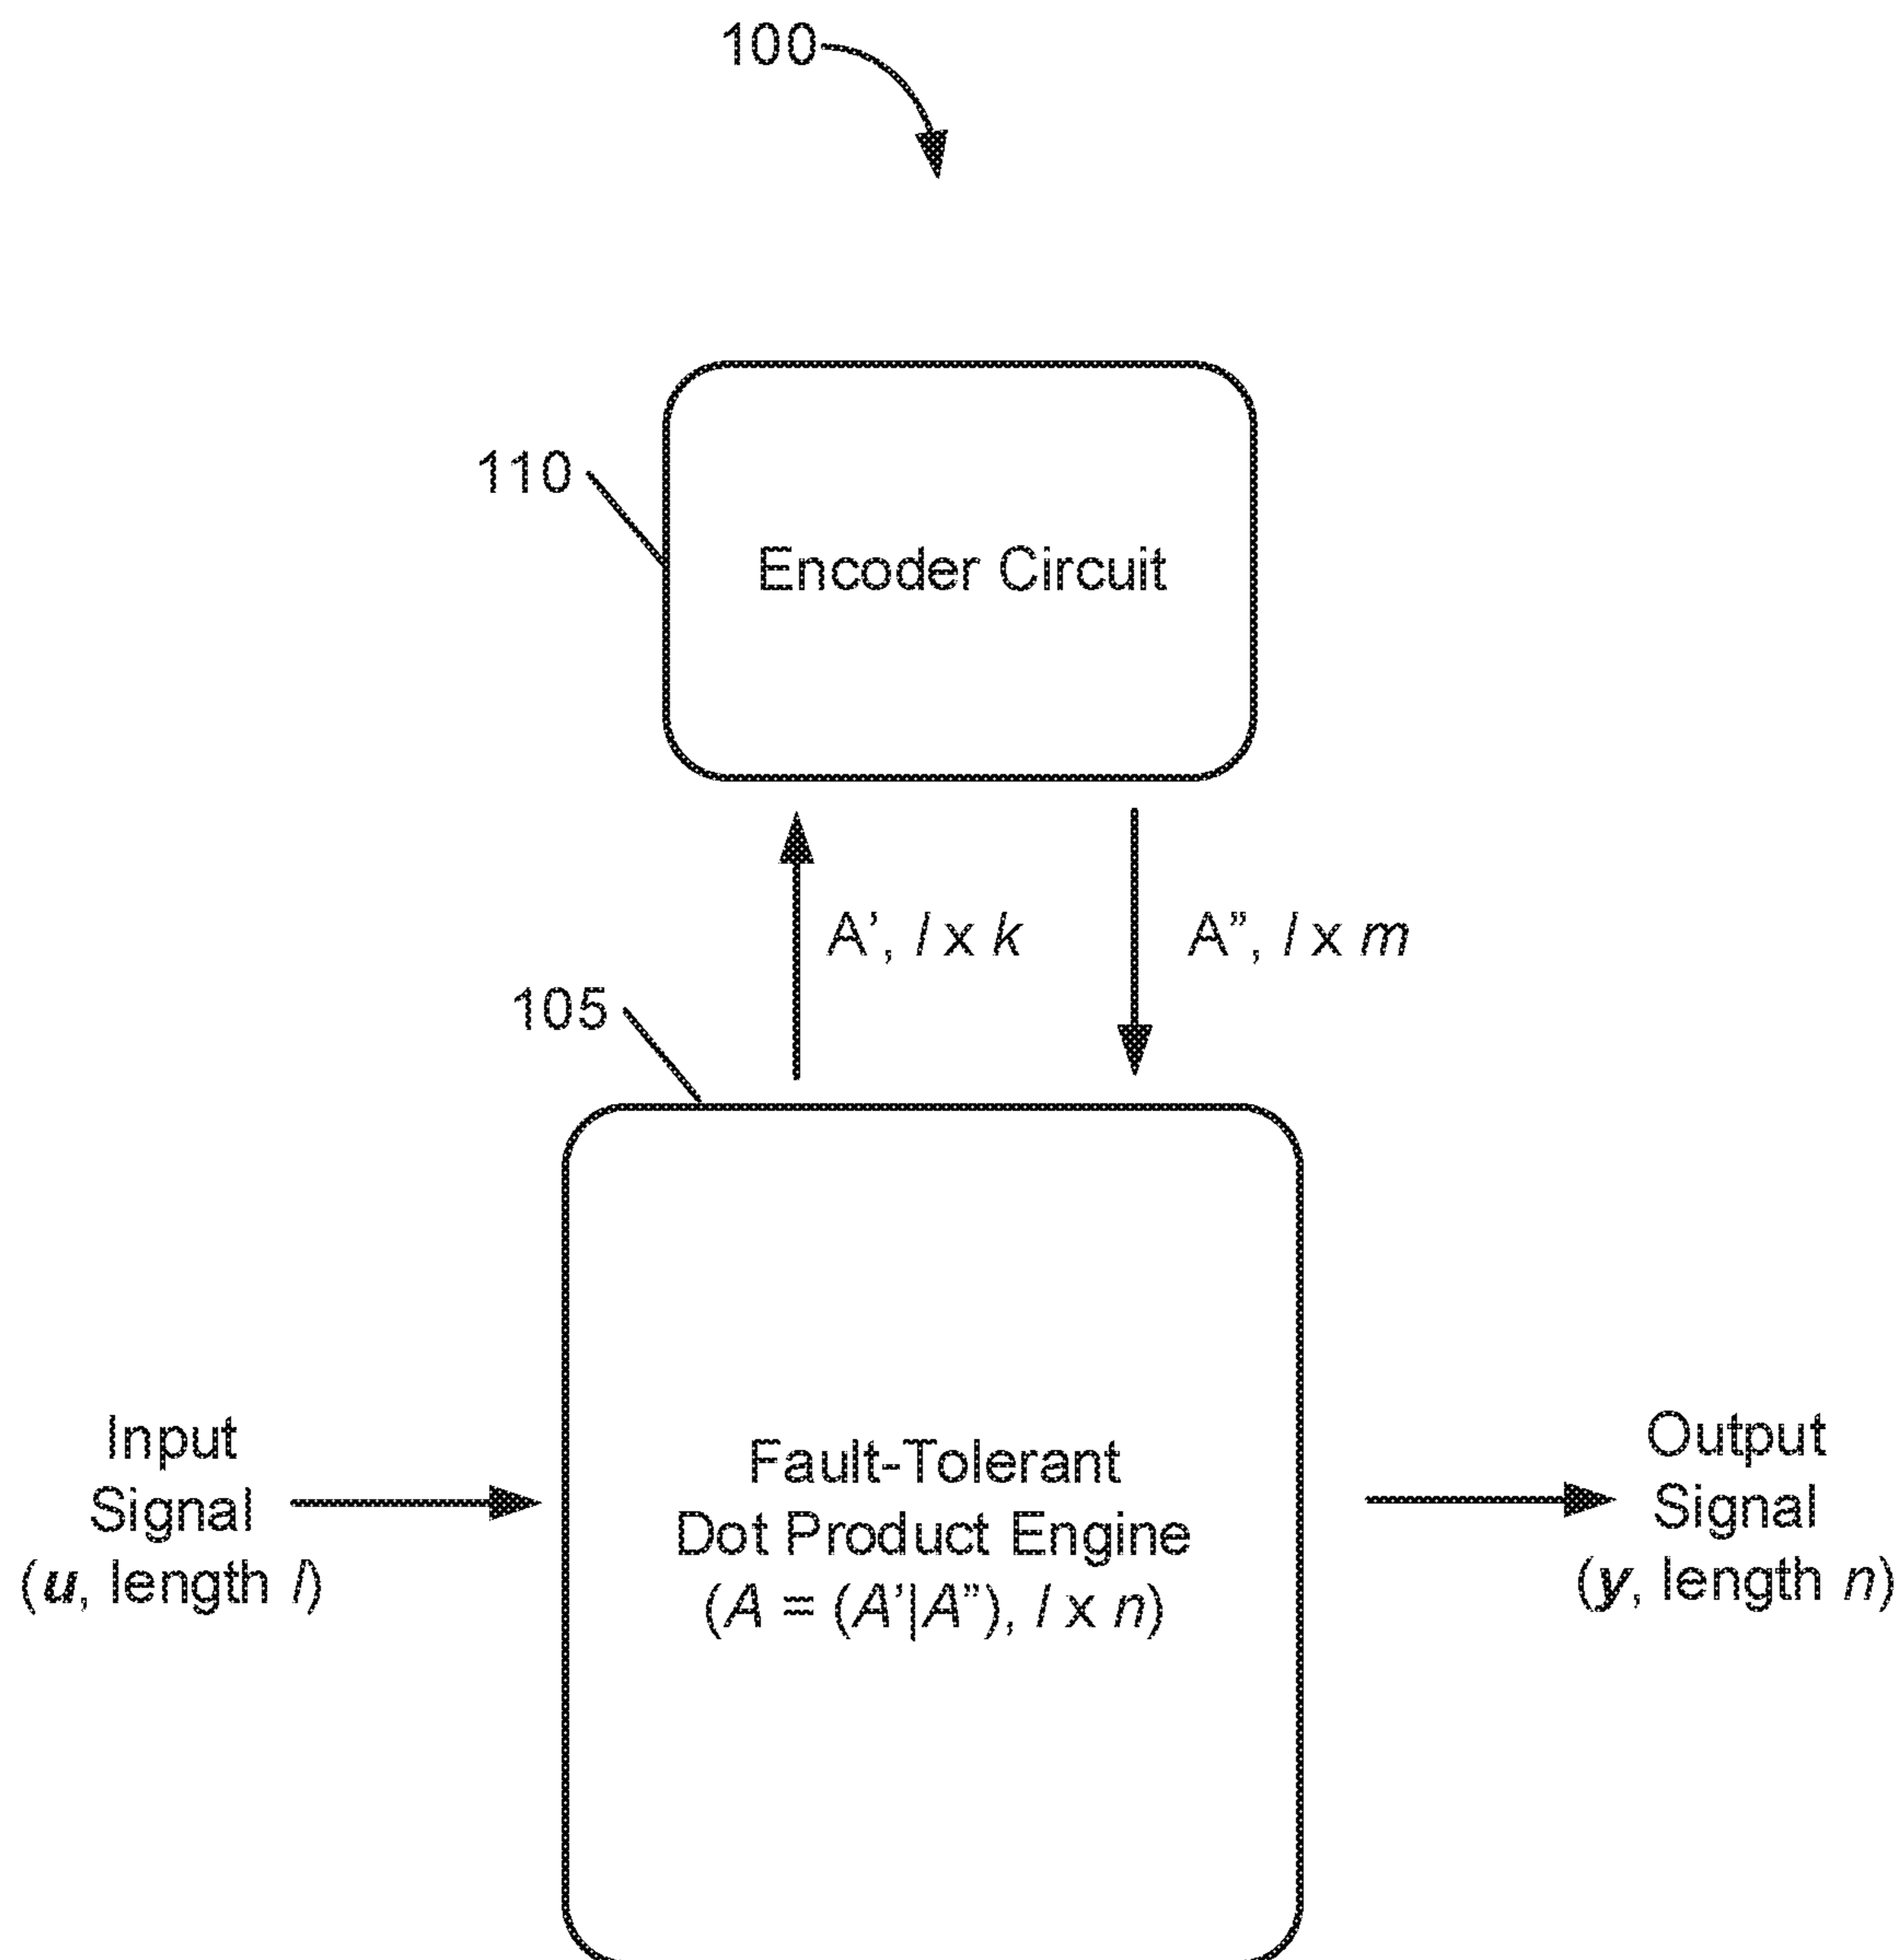 100
110
Encoder Circuit
A’, l x k
A”, l x m
105
Input
Signal
(u, length l)
Fault-Tolerant
Dot Product Engine
(A = (A’|A”), l x n)
Output
Signal
(y, length n)